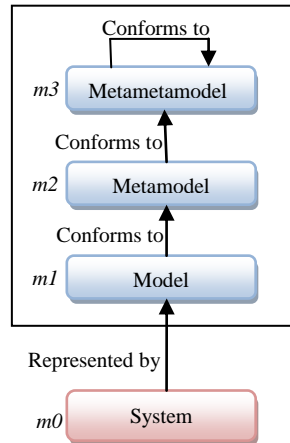 Conforms to
m3 Metametamodel
Conforms to
m2 Metamodel
Conforms to
m1 Model
Represented by
m0 System